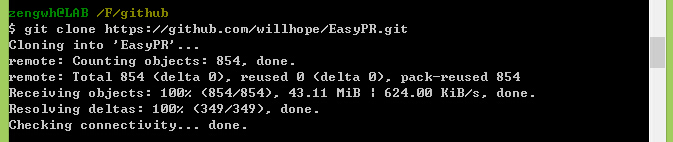 zengwh@LAB /F/github
$ git clone https://github.com/willhope/EasyPR.git
Cloning into 'EasyPR'...
remote: Counting objects: 854, done.
remote: Total 854 (delta 0), reused 0 (delta 0), pack-reused 854
Receiving objects: 100% (854/854), 43.11 MiB | 624.00 KiB/s, done.
Resolving deltas: 100% (349/349), done.
Checking connectivity... done.